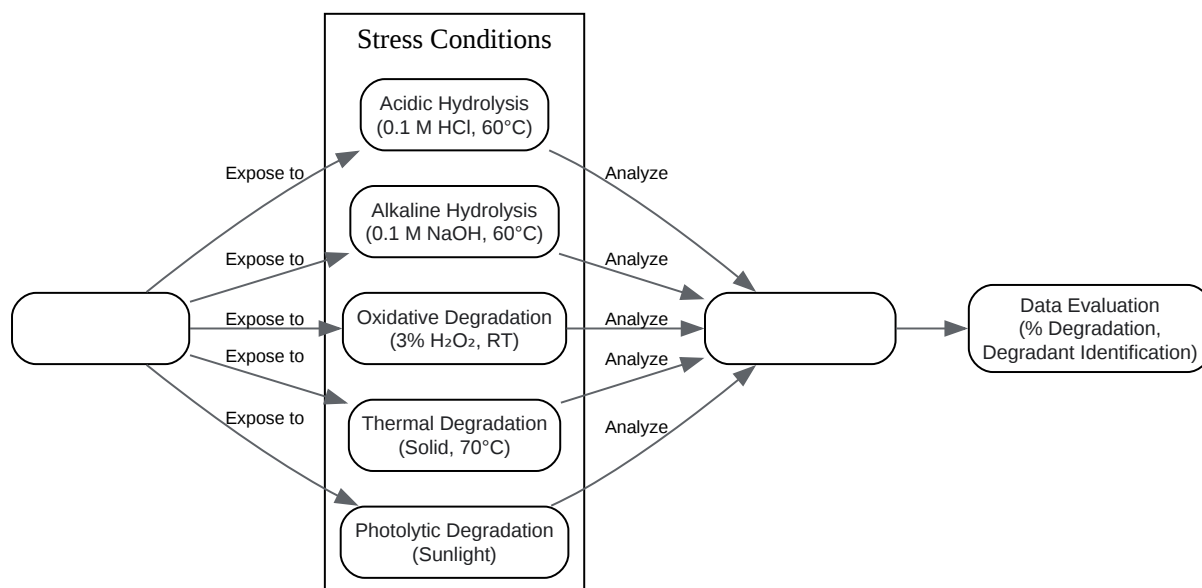 Stress Conditions
Acidic Hydrolysis
(0.1 M HCl, 60°C)
Expose to
Analyze
Alkaline Hydrolysis
(0.1 M NaOH, 60°C)
Expose to
Analyze
Oxidative Degradation
(3% H₂O₂, RT)
Expose to
Analyze
Data Evaluation
(% Degradation,
Degradant Identification)
Expose to
Analyze
Thermal Degradation
(Solid, 70°C)
Expose to
Analyze
Photolytic Degradation
(Sunlight)